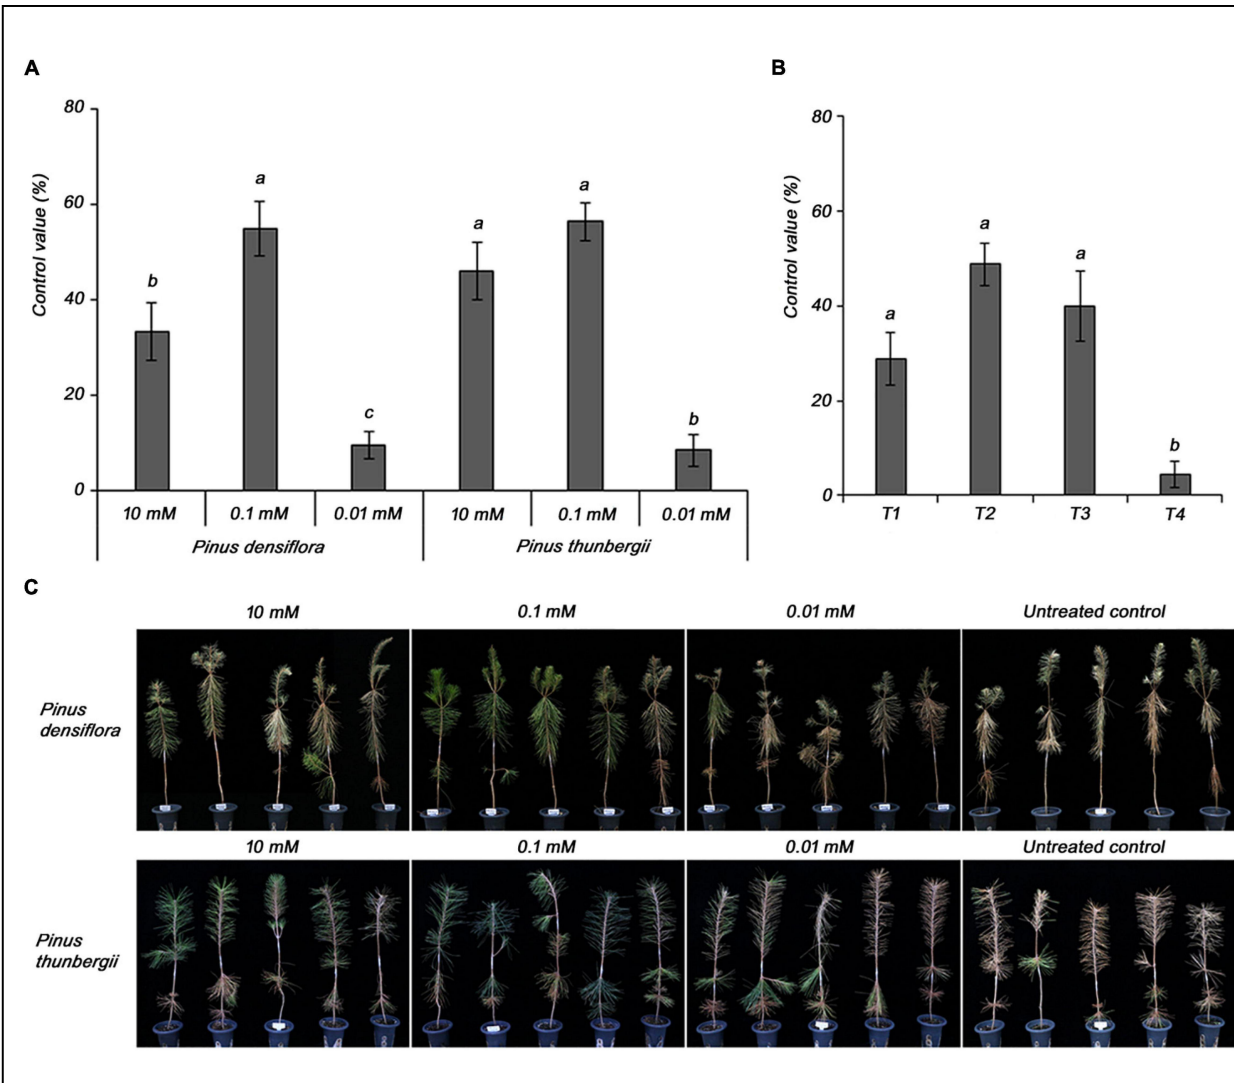 A
Control value (%)
80
60
40
20
0
b
a
c
a
a
b
10 mM
0.1 mM
0.01 mM
10 mM
0.1 mM
0.01 mM
Pinus densiflora
Pinus thunbergii
B
Control value (%)
80
60
40
20
0
a
a
a
b
T1
T2
T3
T4
C
10 mM
0.1 mM
0.01 mM
Untreated control
Pinus
densiflora
10 mM
0.1 mM
0.01 mM
Untreated control
Pinus
thunbergii